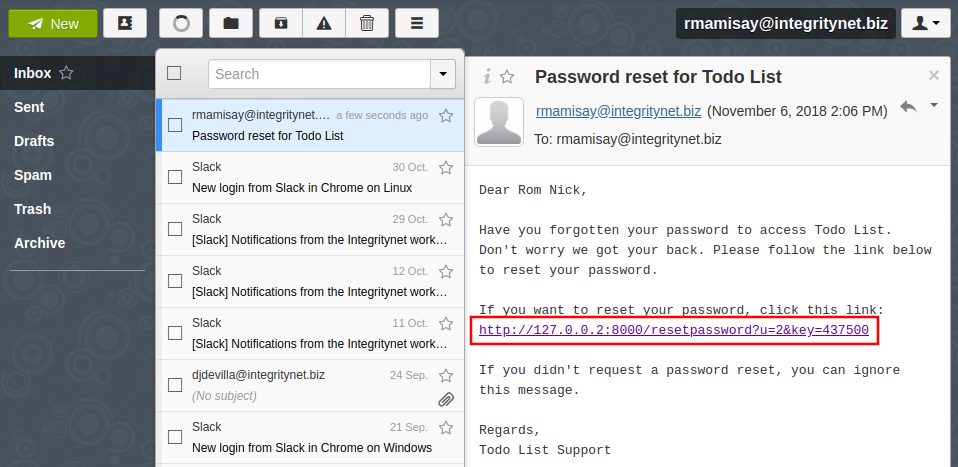 New
rmamisay@integritynet.biz
Inbox
Sent
Drafts
Spam
Trash
Archive
Search
rmamisay@integritynet.… a few seconds ago
Password reset for Todo List
Slack 30 Oct.
New login from Slack in Chrome on Linux
Slack 29 Oct.
[Slack] Notifications from the Integritynet work…
Slack 12 Oct.
[Slack] Notifications from the Integritynet work…
Slack 11 Oct.
[Slack] Notifications from the Integritynet work…
djdevilla@integritynet.biz 24 Sep.
(No subject)
Slack 21 Sep.
New login from Slack in Chrome on Windows
Password reset for Todo List
rmamisay@integritynet.biz (November 6, 2018 2:06 PM)
To: rmamisay@integritynet.biz
Dear Rom Nick,
Have you forgotten your password to access Todo List.
Don't worry we got your back. Please follow the link below
to reset your password.
If you want to reset your password, click this link:
http://127.0.0.2:8000/resetpassword?u=2&key=437500
If you didn't request a password reset, you can ignore
this message.
Regards,
Todo List Support